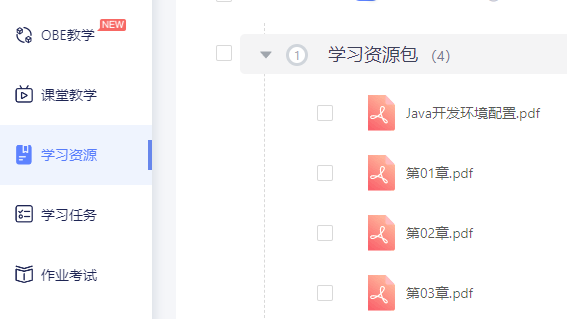 OBE教学 NEW
课堂教学
学习资源
学习任务
作业考试
1 学习资源包 (4)
Java开发环境配置.pdf
第01章.pdf
第02章.pdf
第03章.pdf